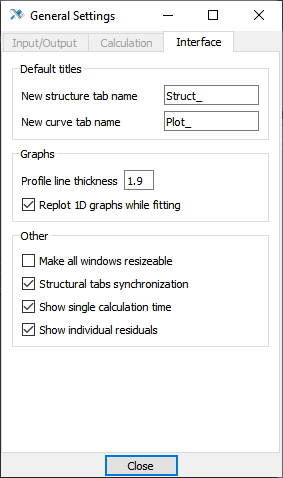 General Settings
Input/Output Calculation Interface
Default titles
New structure tab name Struct_
New curve tab name Plot_
Graphs
Profile line thickness 1.9
Replot 1D graphs while fitting
Other
Make all windows resizeable
Structural tabs synchronization
Show single calculation time
Show individual residuals
Close